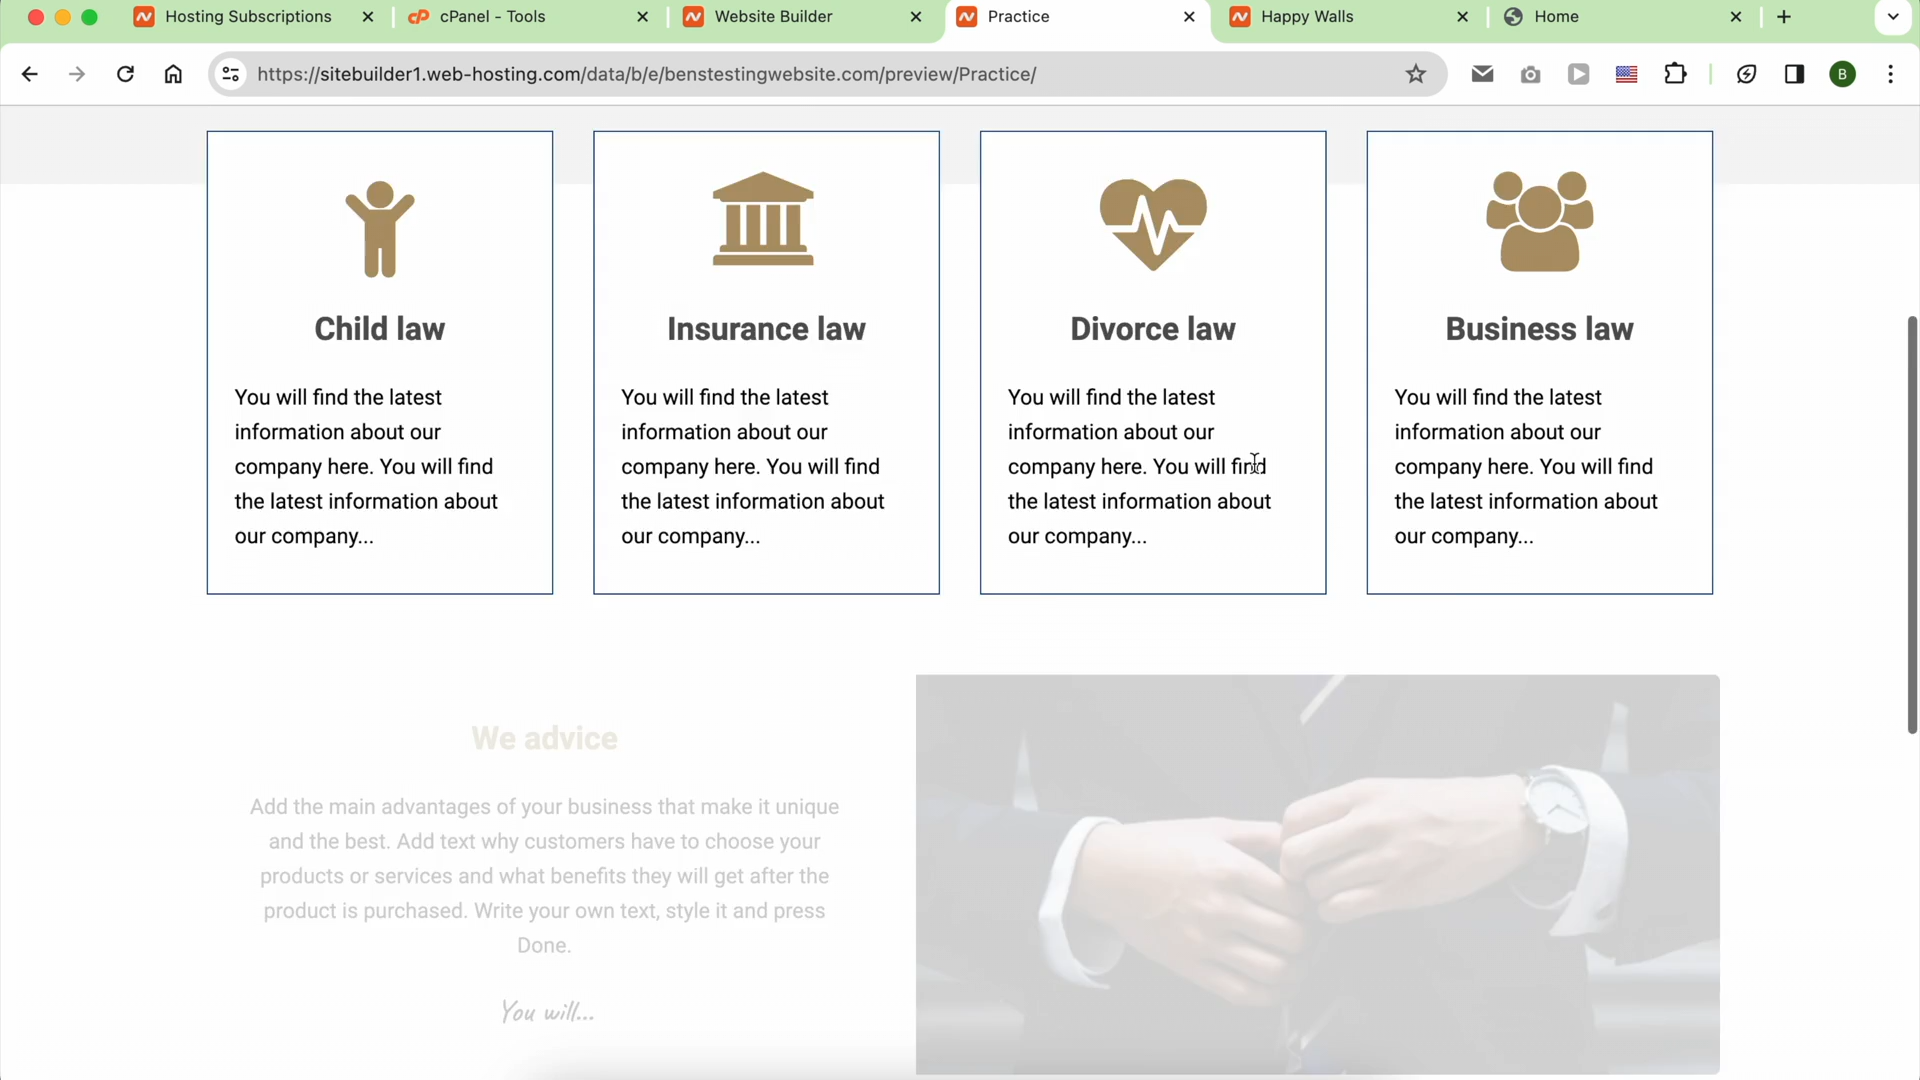 Hosting Subscriptions
cPanel - Tools
Website Builder
Practice
Happy Walls
Home
https://sitebuilder1.web-hosting.com/data/b/e/benstestingwebsite.com/preview/Practice/
B
Child law
You will find the latest
information about our
company here. You will find
the latest information about
our company...
Insurance law
You will find the latest
information about our
company here. You will find
the latest information about
our company...
Divorce law
You will find the latest
information about our
company here. You will find
the latest information about
our company...
Business law
You will find the latest
information about our
company here. You will find
the latest information about
our company...
We advice
Add the main advantages of your business that make it unique
and the best. Add text why customers have to choose your
products or services and what benefits they will get after the
product is purchased. Write your own text, style it and press
Done.
You will...